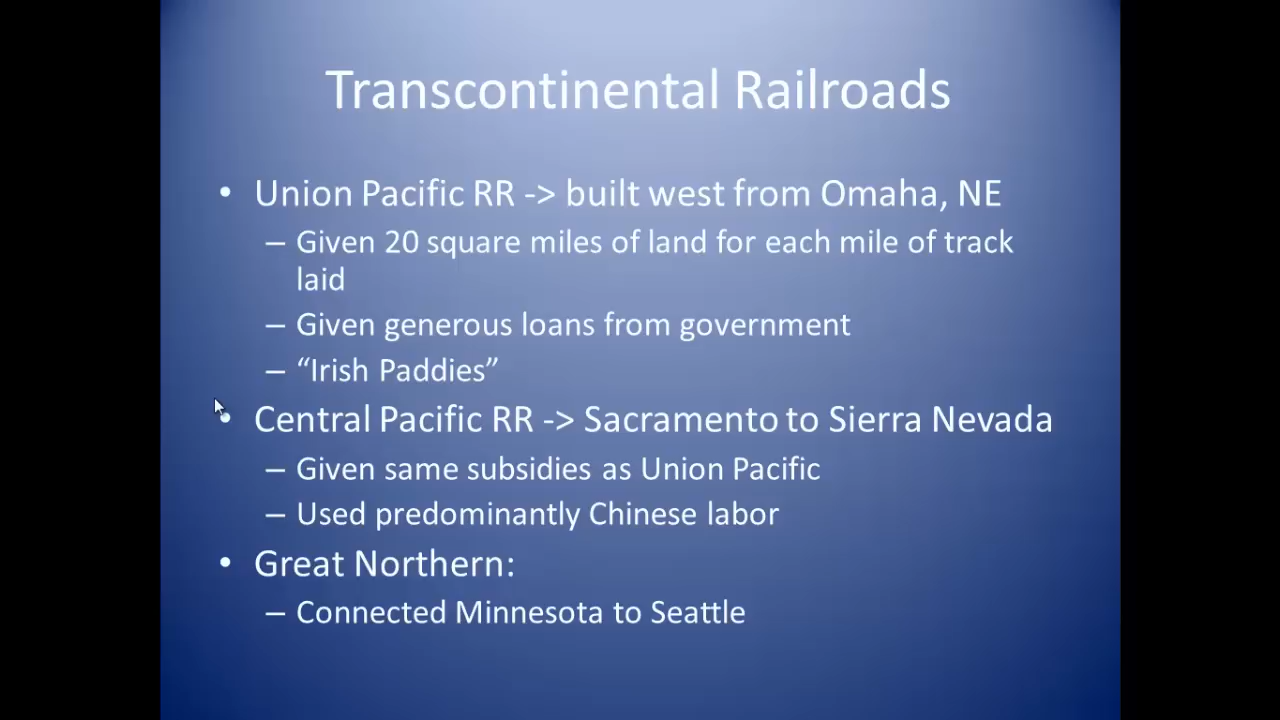 Transcontinental Railroads
• Union Pacific RR -> built west from Omaha, NE
– Given 20 square miles of land for each mile of track
laid
– Given generous loans from government
– “Irish Paddies”
• Central Pacific RR -> Sacramento to Sierra Nevada
– Given same subsidies as Union Pacific
– Used predominantly Chinese labor
• Great Northern:
– Connected Minnesota to Seattle